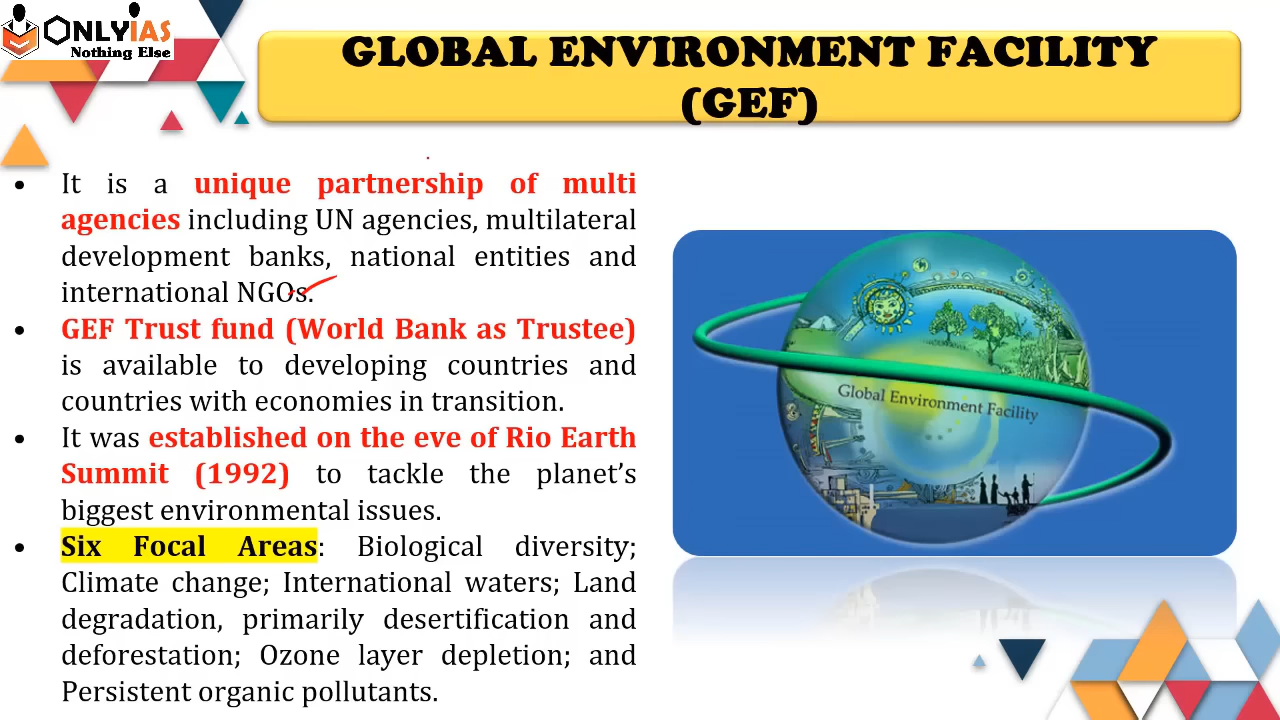 ONLYIAS
Nothing Else
GLOBAL ENVIRONMENT FACILITY
(GEF)
• It is a unique partnership of multi
agencies including UN agencies, multilateral
development banks, national entities and
international NGOs.
• GEF Trust fund (World Bank as Trustee)
is available to developing countries and
countries with economies in transition.
• It was established on the eve of Rio Earth
Summit (1992) to tackle the planet’s
biggest environmental issues.
• Six Focal Areas: Biological diversity;
Climate change; International waters; Land
degradation, primarily desertification and
deforestation; Ozone layer depletion; and
Persistent organic pollutants.
Global Environment Facility